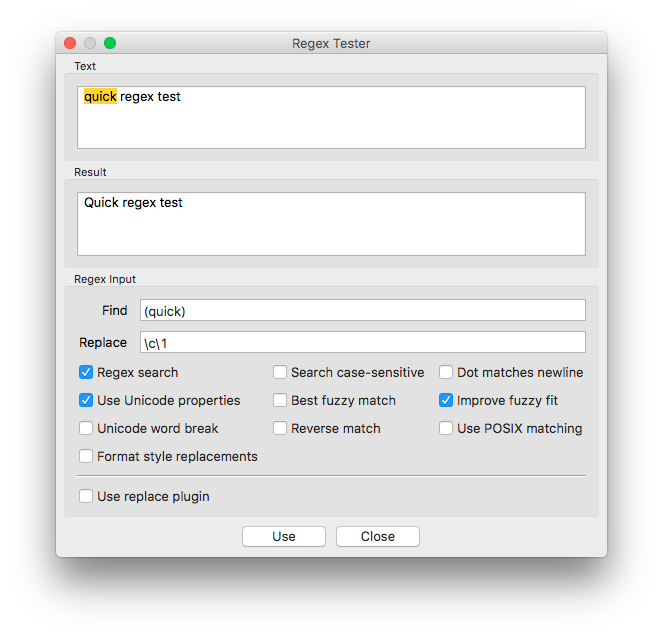 Regex Tester
Text
quick regex test
Result
Quick regex test
Regex Input
Find (quick)
Replace \c\1
Regex search Search case-sensitive Dot matches newline
Use Unicode properties Best fuzzy match Improve fuzzy fit
Unicode word break Reverse match Use POSIX matching
Format style replacements
Use replace plugin
Use Close